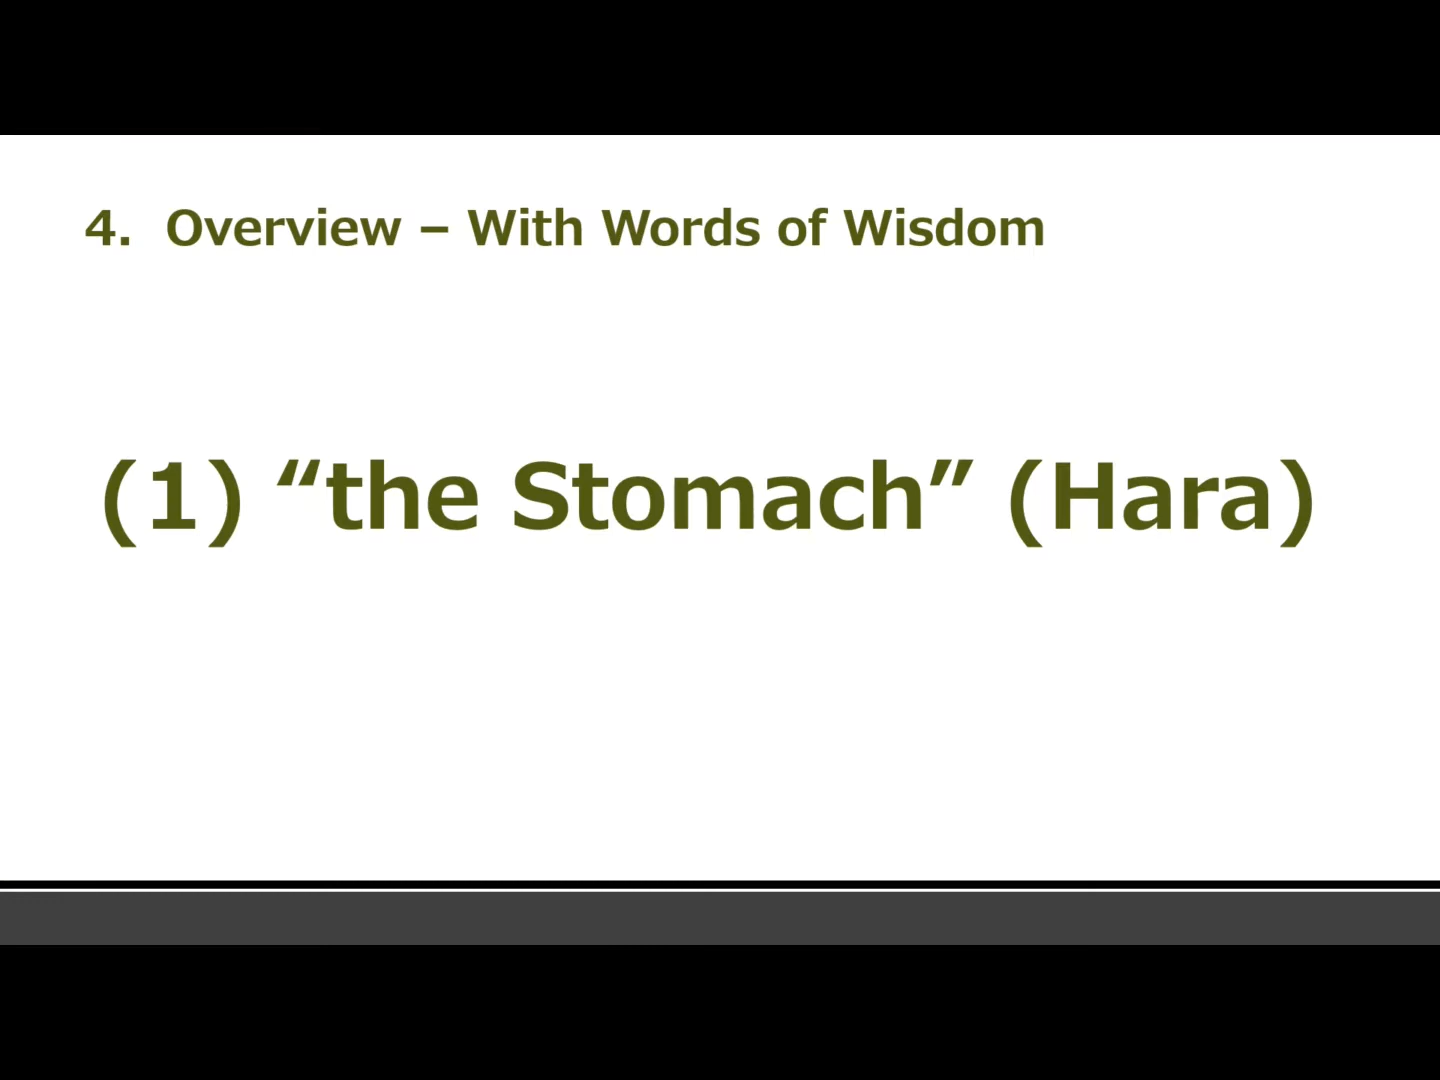 4. Overview – With Words of Wisdom
(1) “the Stomach” (Hara)